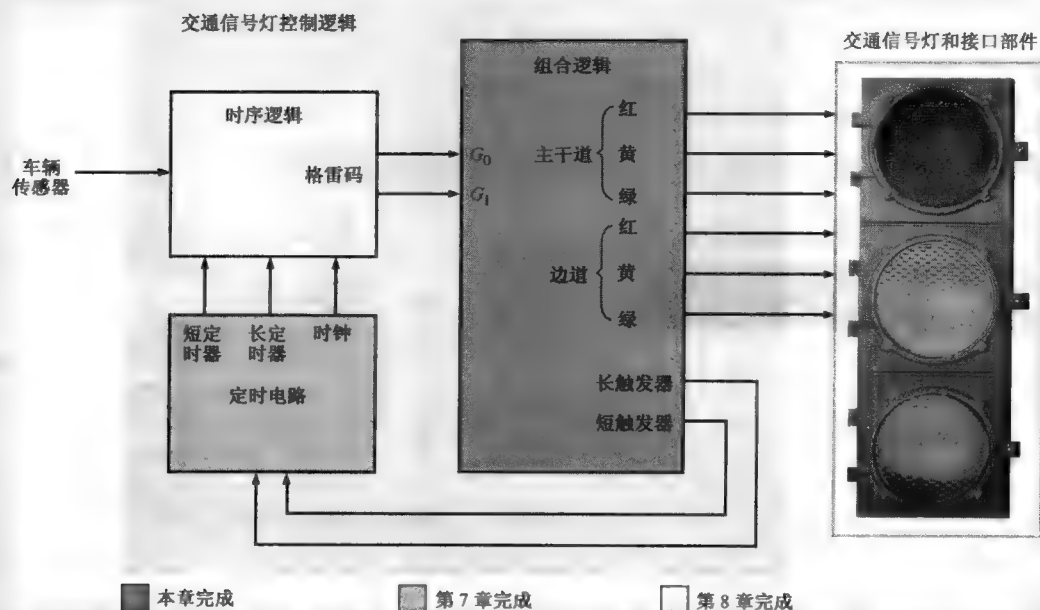 交通信号灯控制逻辑
交通信号灯和接口部件
组合逻辑
时序逻辑
车辆
传感器
格雷码
G₀
G₁
主干道
红
黄
绿
边道
红
黄
绿
短定
时器
长定
时器
时钟
定时电路
长触发器
短触发器
本章完成
第7章完成
第8章完成